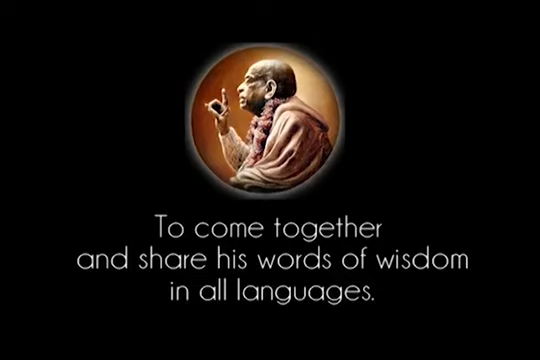 To come together
and share his words of wisdom
in all languages.